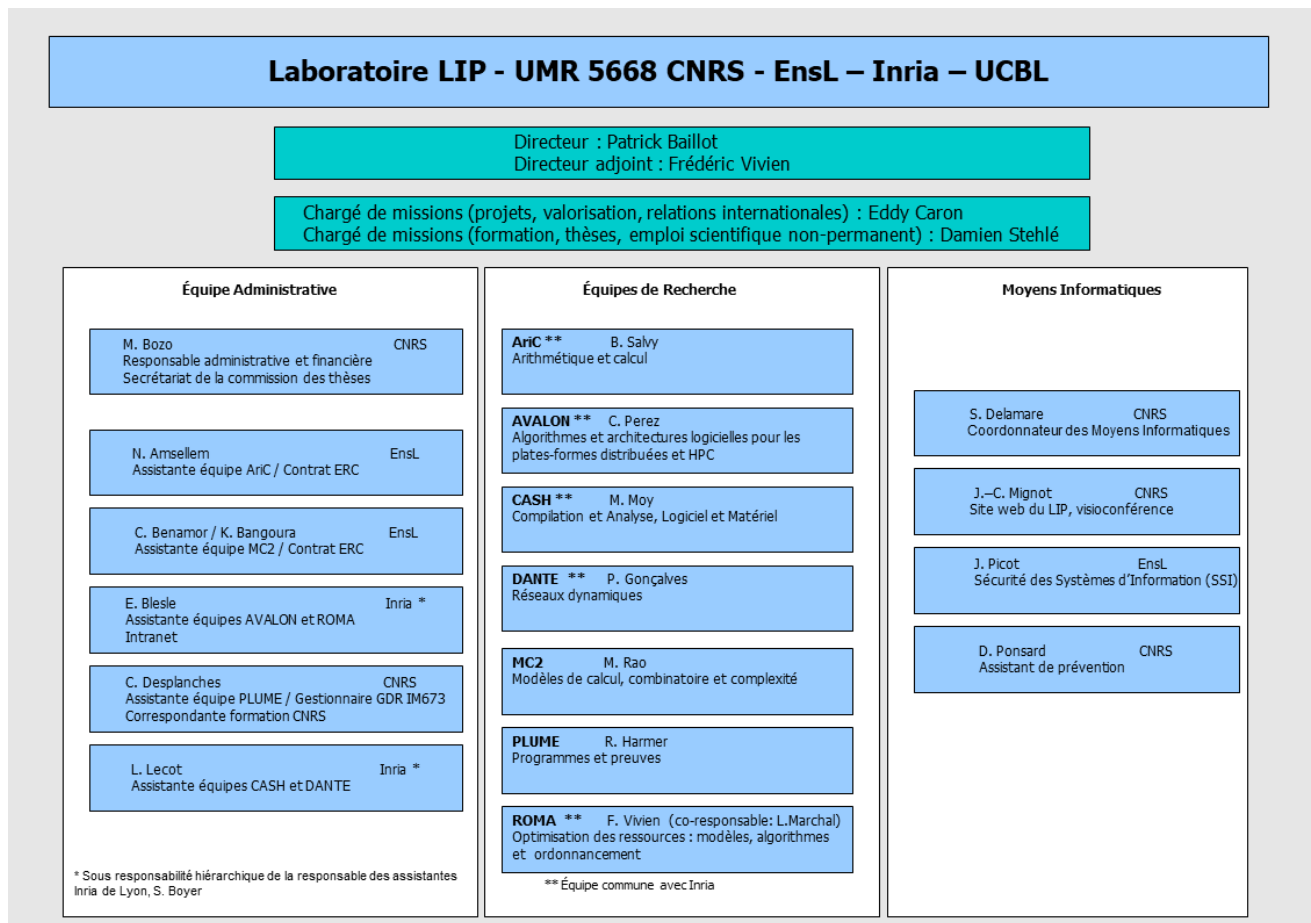 Laboratoire LIP - UMR 5668 CNRS - EnsL – Inria – UCBL
Directeur : Patrick Baillot
Directeur adjoint : Frédéric Vivien
Chargé de missions (projets, valorisation, relations internationales) : Eddy Caron
Chargé de missions (formation, thèses, emploi scientifique non-permanent) : Damien Stehlé
Équipe Administrative
M. Bozo CNRS
Responsable administrative et financière
Secrétariat de la commission des thèses
N. Amsellem EnsL
Assistante équipe AriC / Contrat ERC
C. Benamor / K. Bangoura EnsL
Assistante équipe MC2 / Contrat ERC
E. Blesle Inria *
Assistante équipes AVALON et ROMA
Intranet
C. Desplanches CNRS
Assistante équipe PLUME / Gestionnaire GDR IM673
Correspondante formation CNRS
L. Lecot Inria *
Assistante équipes CASH et DANTE
* Sous responsabilité hiérarchique de la responsable des assistantes
Inria de Lyon, S. Boyer
Équipes de Recherche
AriC ** B. Salvy
Arithmétique et calcul
AVALON ** C. Perez
Algorithmes et architectures logicielles pour les
plates-formes distribuées et HPC
CASH ** M. Moy
Compilation et Analyse, Logiciel et Matériel
DANTE ** P. Gonçalves
Réseaux dynamiques
MC2 M. Rao
Modèles de calcul, combinatoire et complexité
PLUME R. Harmer
Programmes et preuves
ROMA ** F. Vivien (co-responsable: L.Marchal)
Optimisation des ressources : modèles, algorithmes
et ordonnancement
** Équipe commune avec Inria
Moyens Informatiques
S. Delamare CNRS
Coordonnateur des Moyens Informatiques
J.–C. Mignot CNRS
Site web du LIP, visioconférence
J. Picot EnsL
Sécurité des Systèmes d’Information (SSI)
D. Ponsard CNRS
Assistant de prévention